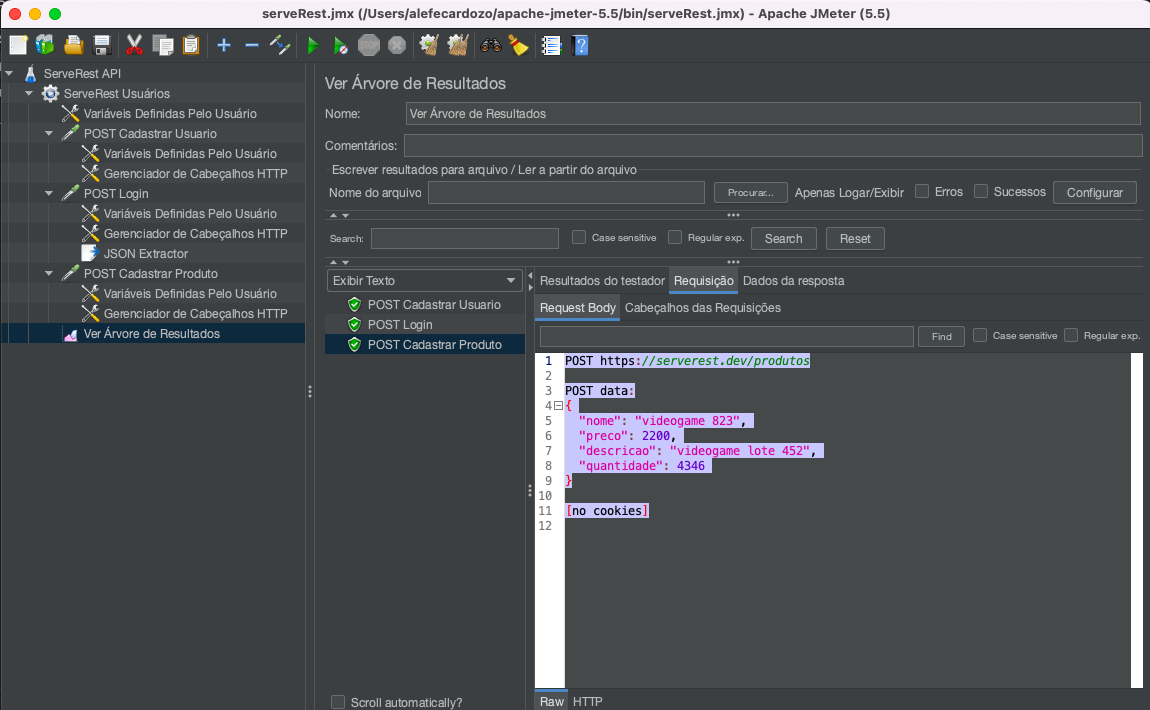 serveRest.jmx (/Users/alefecardozo/apache-jmeter-5.5/bin/serveRest.jmx) - Apache JMeter (5.5)
STOP
ServeRest API
ServeRest Usuários
Variáveis Definidas Pelo Usuário
POST Cadastrar Usuario
Variáveis Definidas Pelo Usuário
Gerenciador de Cabeçalhos HTTP
POST Login
Variáveis Definidas Pelo Usuário
Gerenciador de Cabeçalhos HTTP
JSON Extractor
POST Cadastrar Produto
Variáveis Definidas Pelo Usuário
Gerenciador de Cabeçalhos HTTP
Ver Árvore de Resultados
Ver Árvore de Resultados
Nome: Ver Árvore de Resultados
Comentários:
Escrever resultados para arquivo / Ler a partir do arquivo
Nome do arquivo Procurar... Apenas Logar/Exibir Erros Sucessos Configurar
Search: Case sensitive Regular exp. Search Reset
Exibir Texto
POST Cadastrar Usuario
POST Login
POST Cadastrar Produto
Scroll automatically?
Resultados do testador Requisição Dados da resposta
Request Body Cabeçalhos das Requisições
Find Case sensitive Regular exp.
1 POST https://serverest.dev/produtos
2
3 POST data:
4 {
5 "nome": "videogame 823",
6 "preco": 2200,
7 "descricao": "videogame lote 452",
8 "quantidade": 4346
9 }
10
11 [no cookies]
12
Raw HTTP